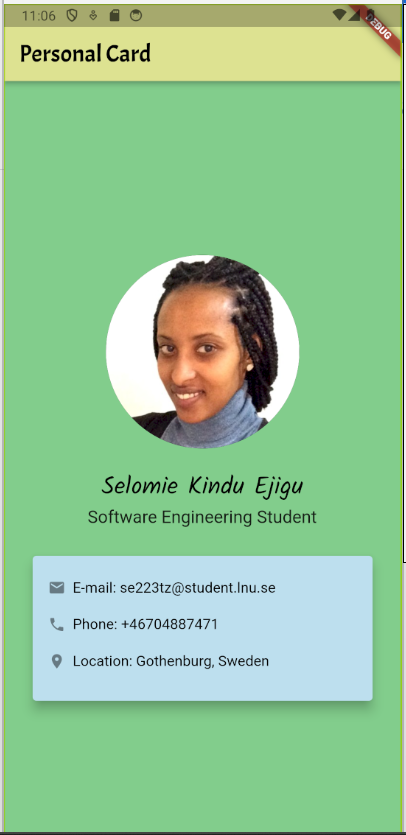 11:06
DEBUG
Personal Card
Selomie Kindu Ejigu
Software Engineering Student
E-mail: se223tz@student.lnu.se
Phone: +46704887471
Location: Gothenburg, Sweden